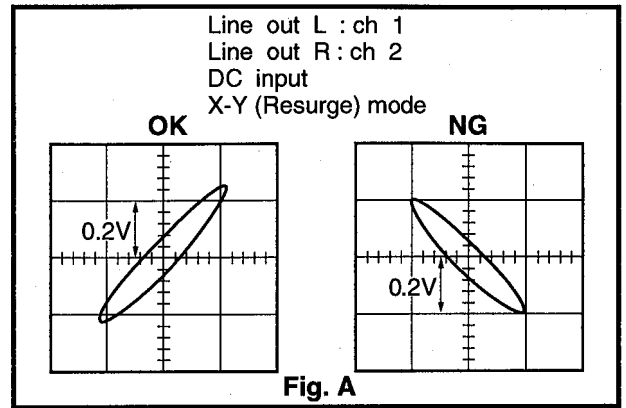 Line out L : ch 1
Line out R : ch 2
DC input
X-Y (Resurge) mode
OK
NG
0.2V
0.2V
Fig. A